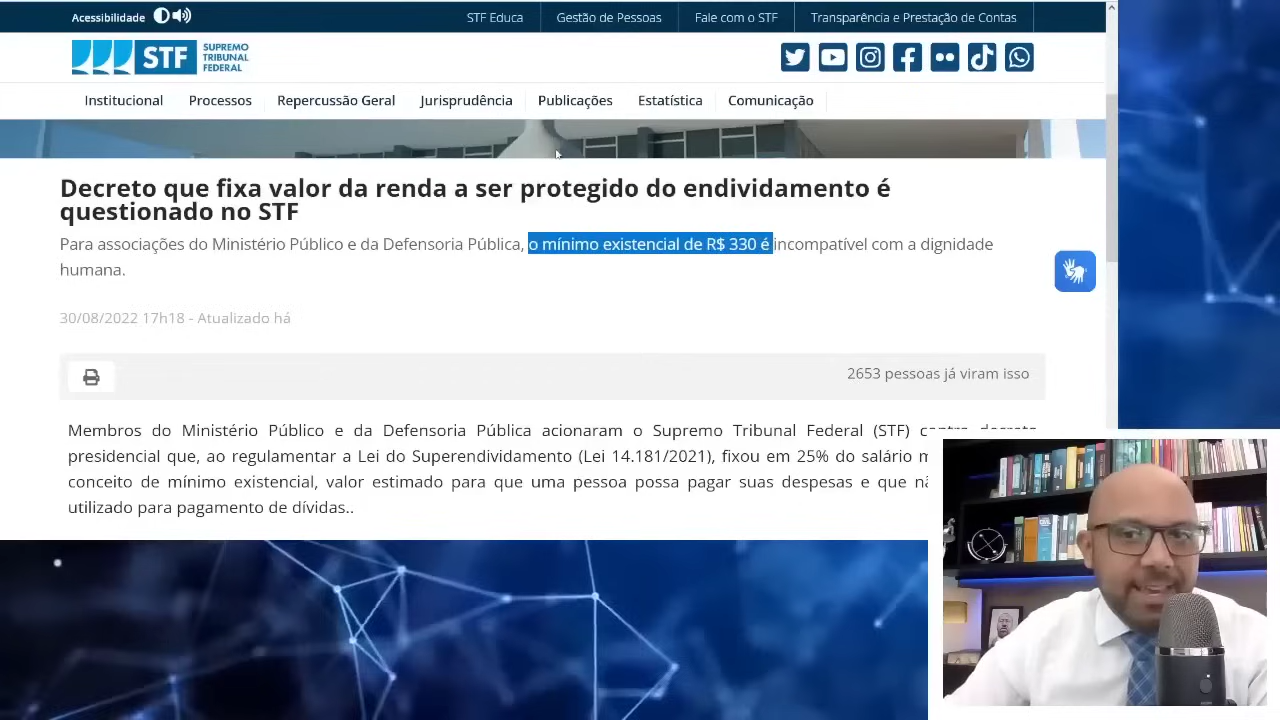 Acessibilidade
STF Educa
Gestão de Pessoas
Fale com o STF
Transparência e Prestação de Contas
STF
SUPREMO
TRIBUNAL
FEDERAL
Institucional
Processos
Repercussão Geral
Jurisprudência
Publicações
Estatística
Comunicação
Decreto que fixa valor da renda a ser protegido do endividamento é
questionado no STF
Para associações do Ministério Público e da Defensoria Pública, o mínimo existencial de R$ 330 é incompatível com a dignidade
humana.
30/08/2022 17h18 - Atualizado há
2653 pessoas já viram isso
Membros do Ministério Público e da Defensoria Pública acionaram o Supremo Tribunal Federal (STF) contra decreto
presidencial que, ao regulamentar a Lei do Superendividamento (Lei 14.181/2021), fixou em 25% do salário
conceito de mínimo existencial, valor estimado para que uma pessoa possa pagar suas despesas e que
utilizado para pagamento de dívidas..